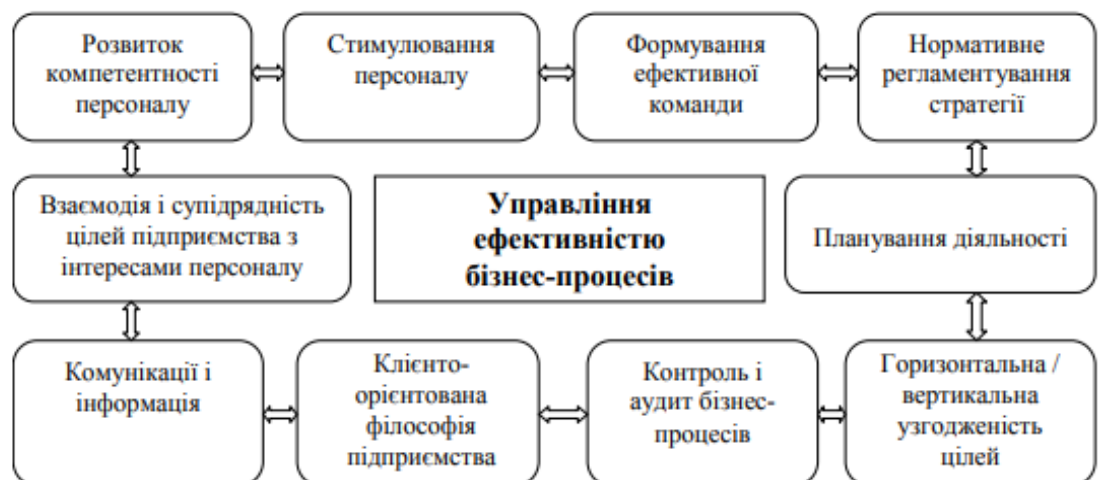 Розвиток
компетентності
персоналу
Стимулювання
персоналу
Формування
ефективної
команди
Нормативне
регламентування
стратегії
Взаємодія і супідрядність
цілей підприємства з
інтересами персоналу
Управління
ефективністю
бізнес-процесів
Планування діяльності
Комунікації і
інформація
Клієнто-
орієнтована
філософія
підприємства
Контроль і
аудит бізнес-
процесів
Горизонтальна /
вертикальна
узгодженість
цілей